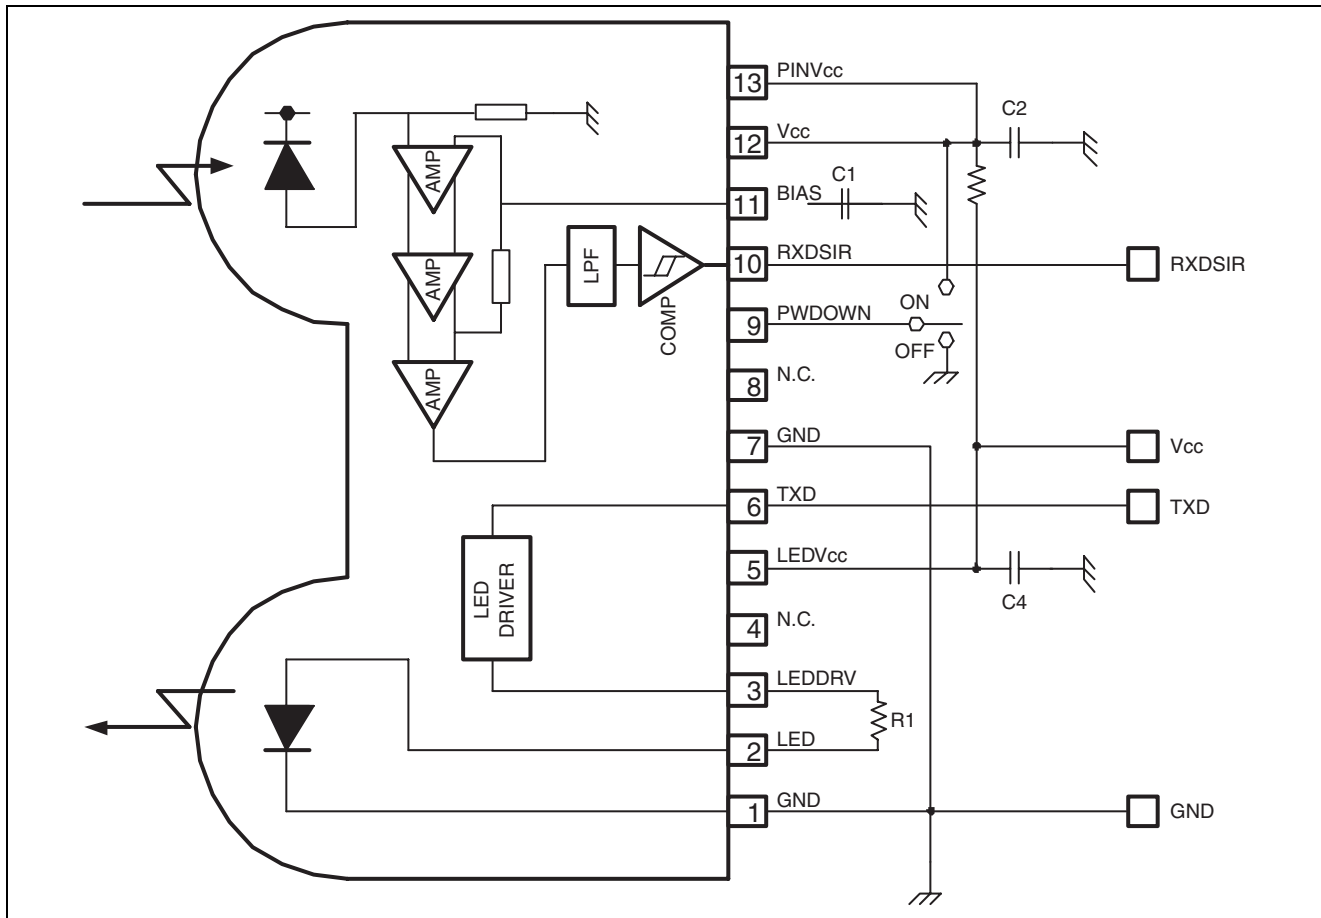 13 PINVcc
C2
12 Vcc
AMP
C1
11 BIAS
LPF
10 RXDSIR
RXDSIR
AMP
ON
9 PWDOWN
COMP
OFF
AMP
8 N.C.
7 GND
Vcc
6 TXD
TXD
5 LEDVcc
LED
DRIVER
C4
4 N.C.
3 LEDDRV
R1
2 LED
1 GND
GND